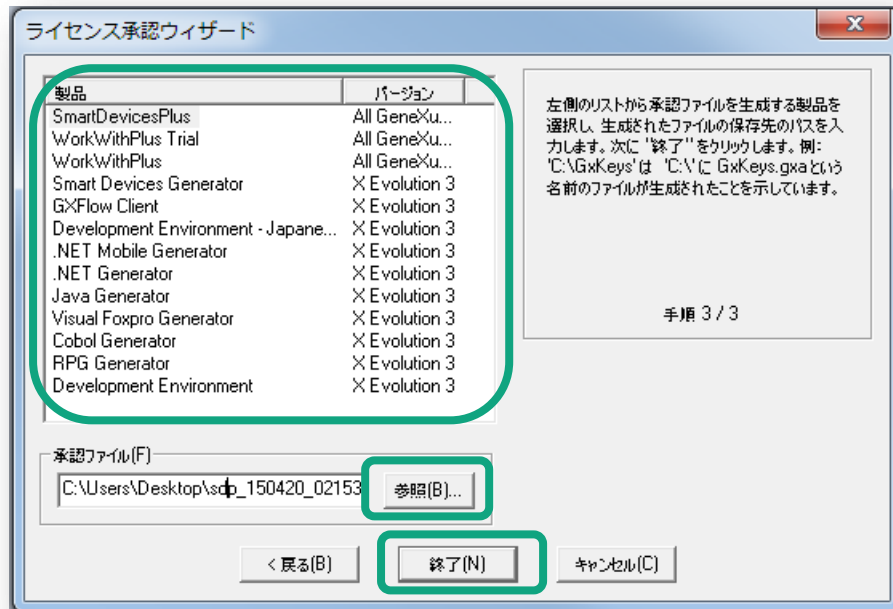 ライセンス承認ウィザード
製品 バージョン
SmartDevicesPlus All GeneXu...
WorkWithPlus Trial All GeneXu...
WorkWithPlus All GeneXu...
Smart Devices Generator X Evolution 3
GXFlow Client X Evolution 3
Development Environment - Japane... X Evolution 3
.NET Mobile Generator X Evolution 3
.NET Generator X Evolution 3
Java Generator X Evolution 3
Visual Foxpro Generator X Evolution 3
Cobol Generator X Evolution 3
RPG Generator X Evolution 3
Development Environment X Evolution 3
左側のリストから承認ファイルを生成する製品を
選択し、生成されたファイルの保存先のパスを入
力します。次に "終了"をクリックします。例:
'C:\GxKeys'は 'C:\'に GxKeys.gxaという
名前のファイルが生成されたことを示しています。
手順 3 / 3
承認ファイル(F)
C:\Users\Desktop\sdp_150420_02153
参照(B)...
< 戻る(B) 終了(N) キャンセル(C)